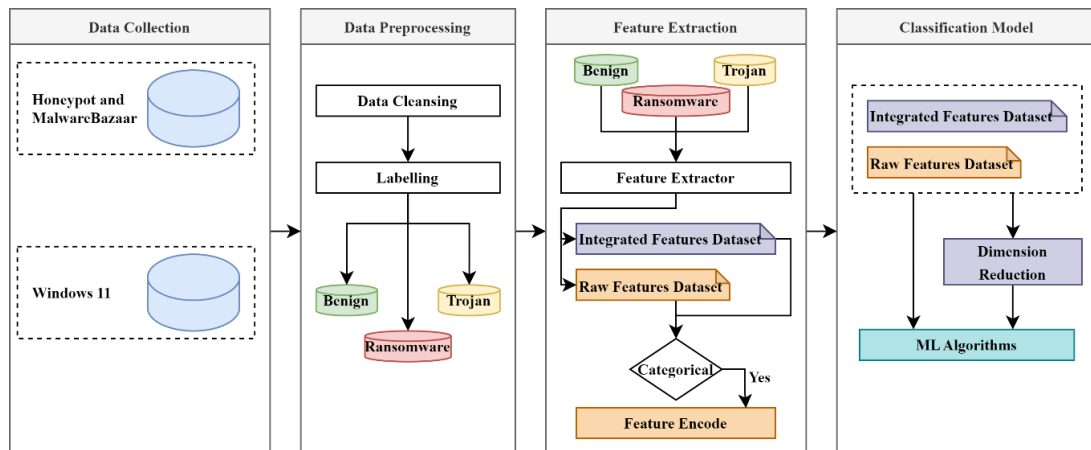 Data Collection
Honeypot and
MalwareBazaar
Windows 11
Data Preprocessing
Data Cleansing
Labelling
Benign
Trojan
Ransomware
Feature Extraction
Benign
Trojan
Ransomware
Feature Extractor
Integrated Features Dataset
Raw Features Dataset
Categorical
Yes
Feature Encode
Classification Model
Integrated Features Dataset
Raw Features Dataset
Dimension
Reduction
ML Algorithms